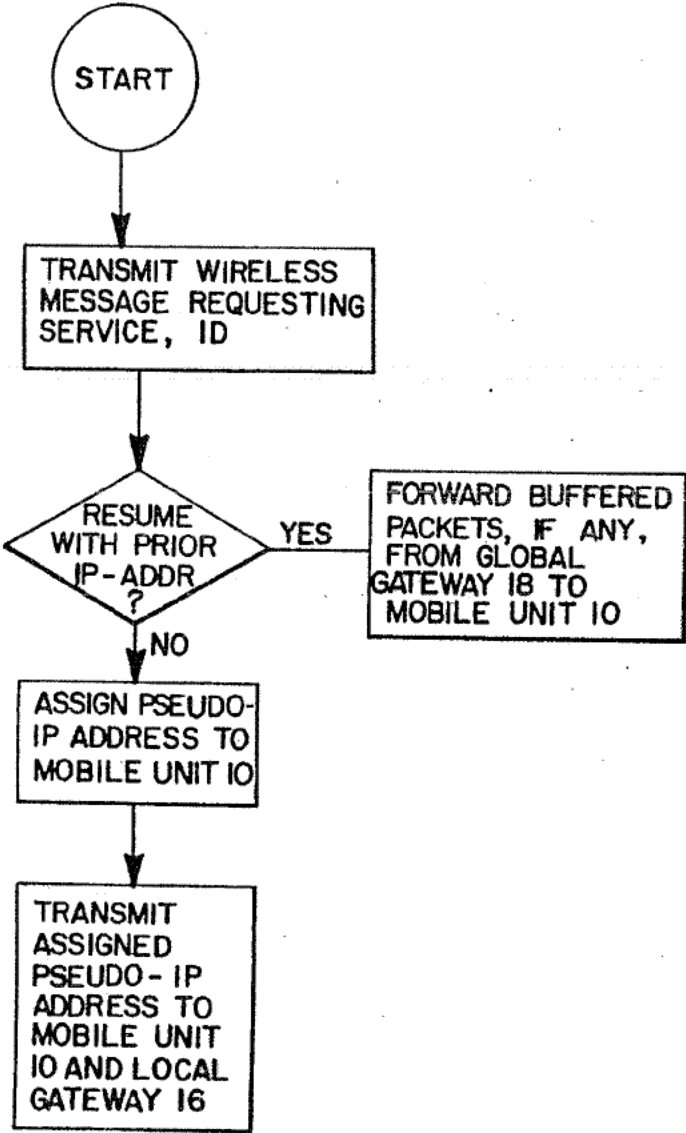 START
TRANSMIT WIRELESS
MESSAGE REQUESTING
SERVICE, ID
RESUME
WITH PRIOR
IP-ADDR
?
YES
FORWARD BUFFERED
PACKETS, IF ANY,
FROM GLOBAL
GATEWAY 18 TO
MOBILE UNIT 10
NO
ASSIGN PSEUDO-
IP ADDRESS TO
MOBILE UNIT 10
TRANSMIT
ASSIGNED
PSEUDO-IP
ADDRESS TO
MOBILE UNIT
10 AND LOCAL
GATEWAY 16